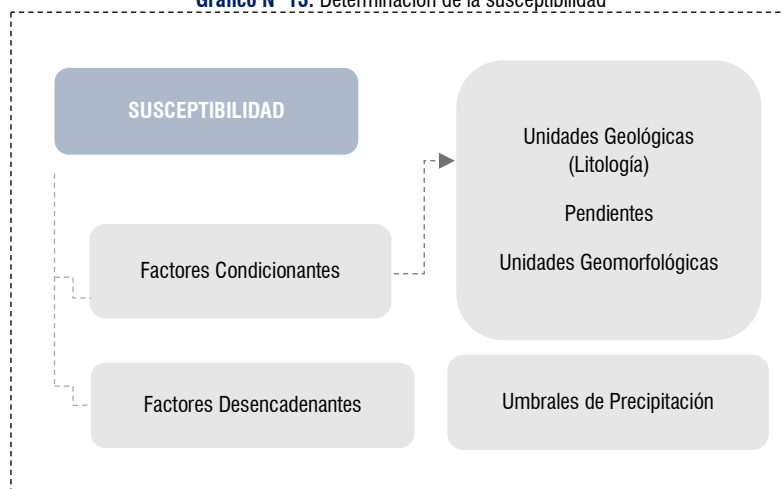 Gráfico N° 13. Determinación de la susceptibilidad
SUSCEPTIBILIDAD
Unidades Geológicas
(Litología)
Pendientes
Unidades Geomorfológicas
Factores Condicionantes
Factores Desencadenantes
Umbrales de Precipitación